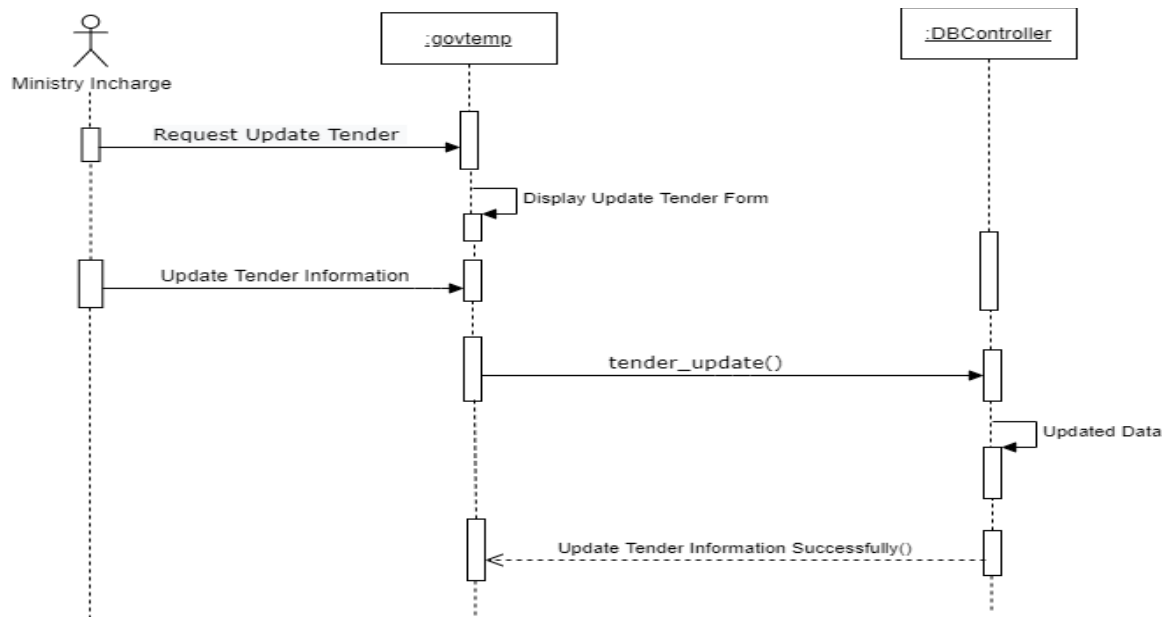 :govtemp
:DBController
Ministry Incharge
Request Update Tender
Display Update Tender Form
Update Tender Information
tender_update()
Updated Data
Update Tender Information Successfully()